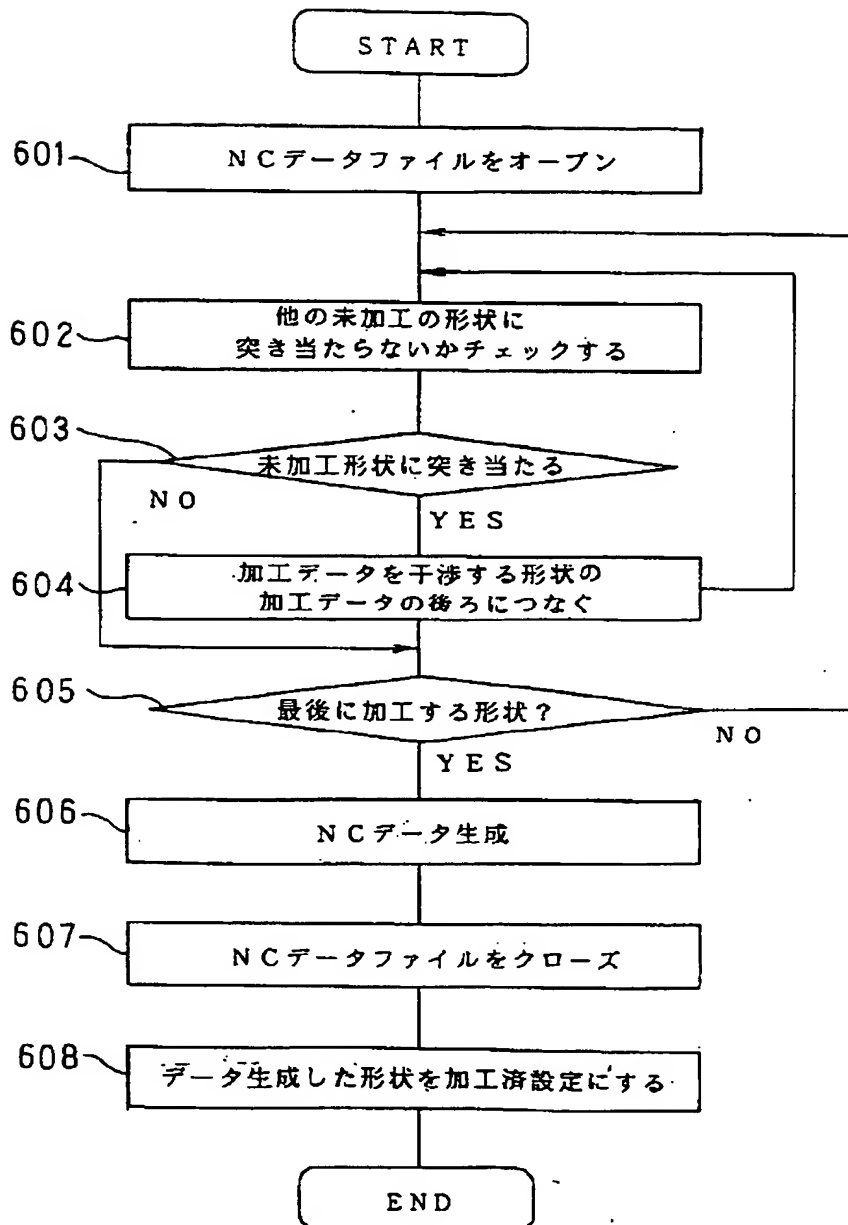 START
601
NCデータファイルをオープン
602
他の未加工の形状に
突き当たらないかチェックする
603
未加工形状に突き当たる
NO
YES
604
加工データを干渉する形状の
加工データの後ろにつなぐ
605
最後に加工する形状?
NO
YES
606
NCデータ生成
607
NCデータファイルをクローズ
608
データ生成した形状を加工済設定にする
END